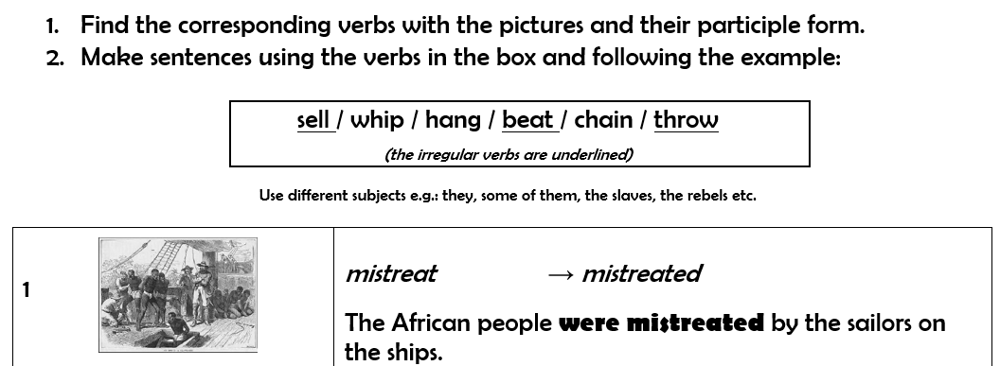 1. Find the corresponding verbs with the pictures and their participle form.
2. Make sentences using the verbs in the box and following the example:
sell / whip / hang / beat / chain / throw
(the irregular verbs are underlined)
Use different subjects e.g.: they, some of them, the slaves, the rebels etc.
1
mistreat → mistreated
The African people were mistreated by the sailors on
the ships.